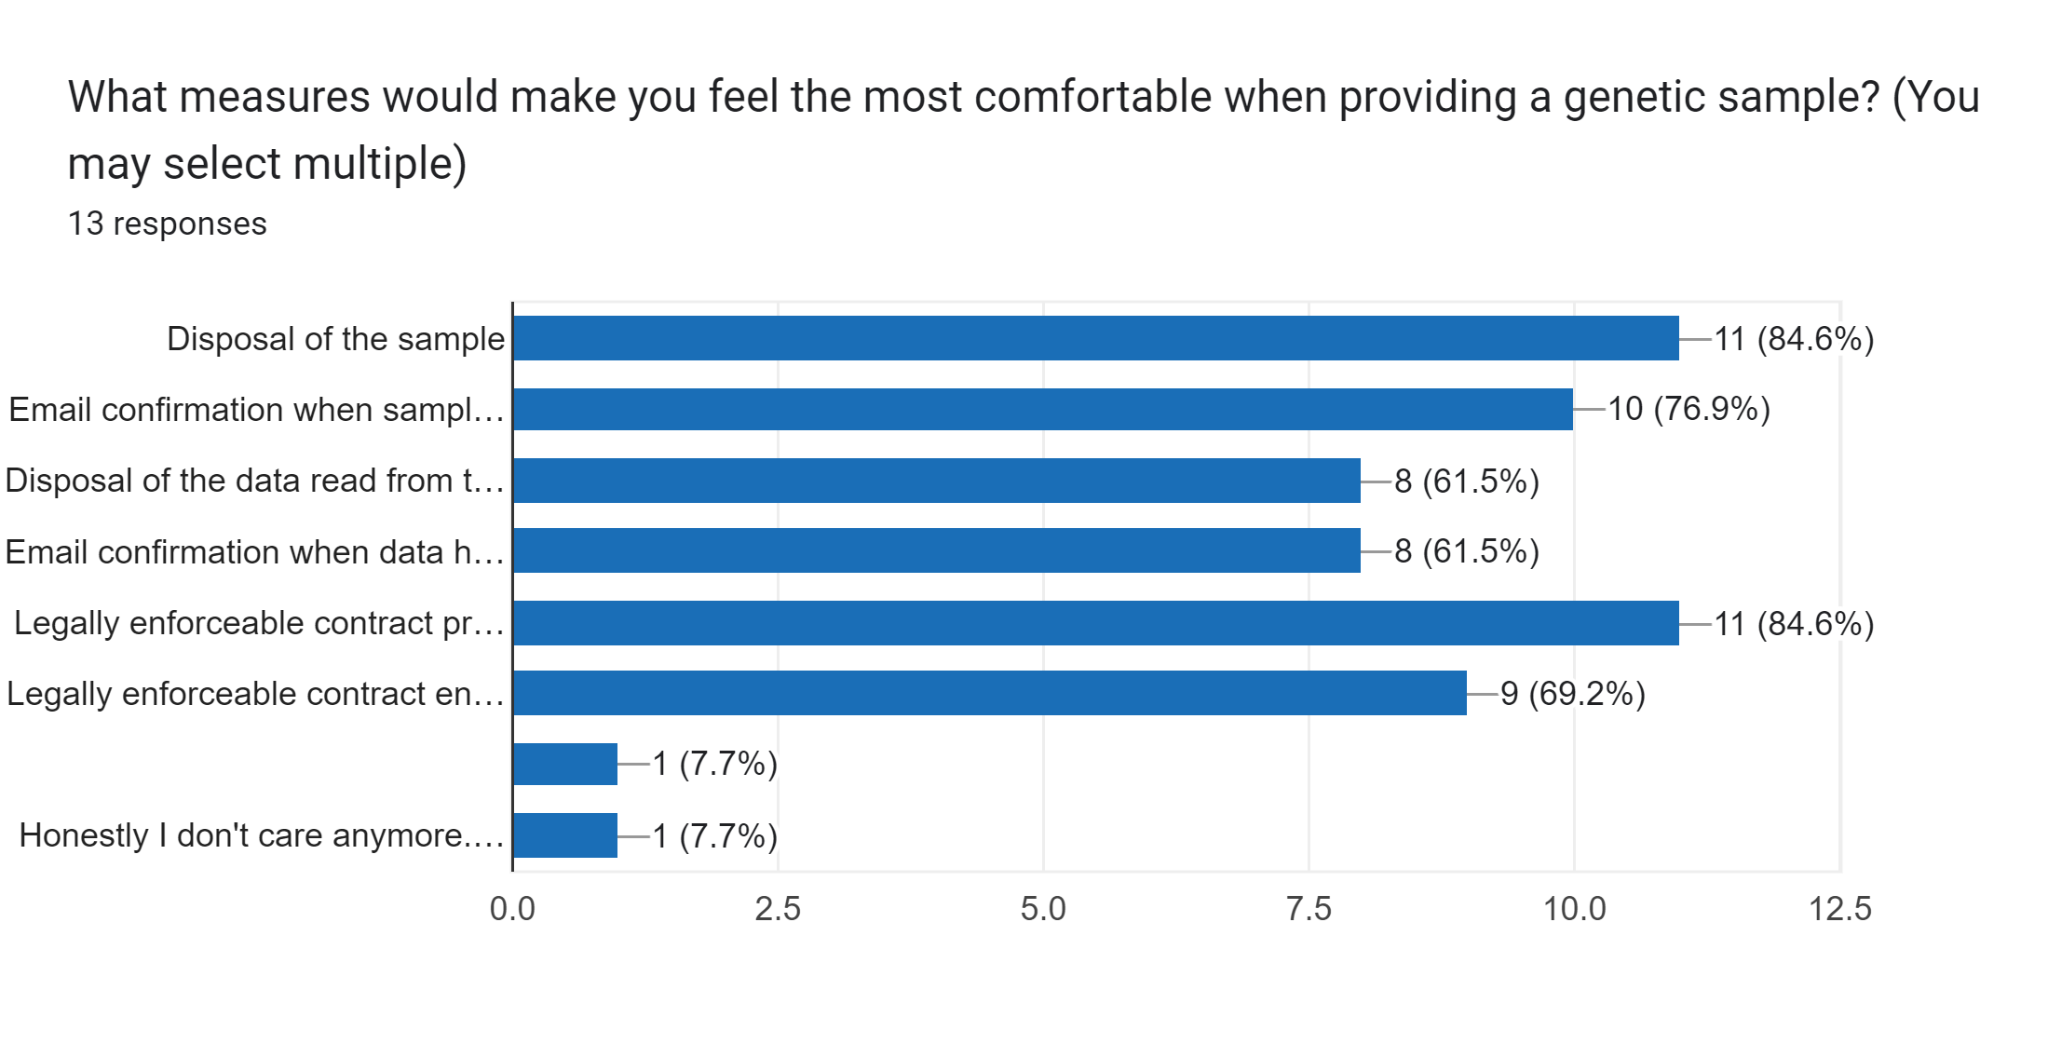 What measures would make you feel the most comfortable when providing a genetic sample? (You
may select multiple)
13 responses
Disposal of the sample 11 (84.6%)
Email confirmation when sampl… 10 (76.9%)
Disposal of the data read from t… 8 (61.5%)
Email confirmation when data h… 8 (61.5%)
Legally enforceable contract pr… 11 (84.6%)
Legally enforceable contract en… 9 (69.2%)
1 (7.7%)
Honestly I don't care anymore.… 1 (7.7%)
0.0 2.5 5.0 7.5 10.0 12.5